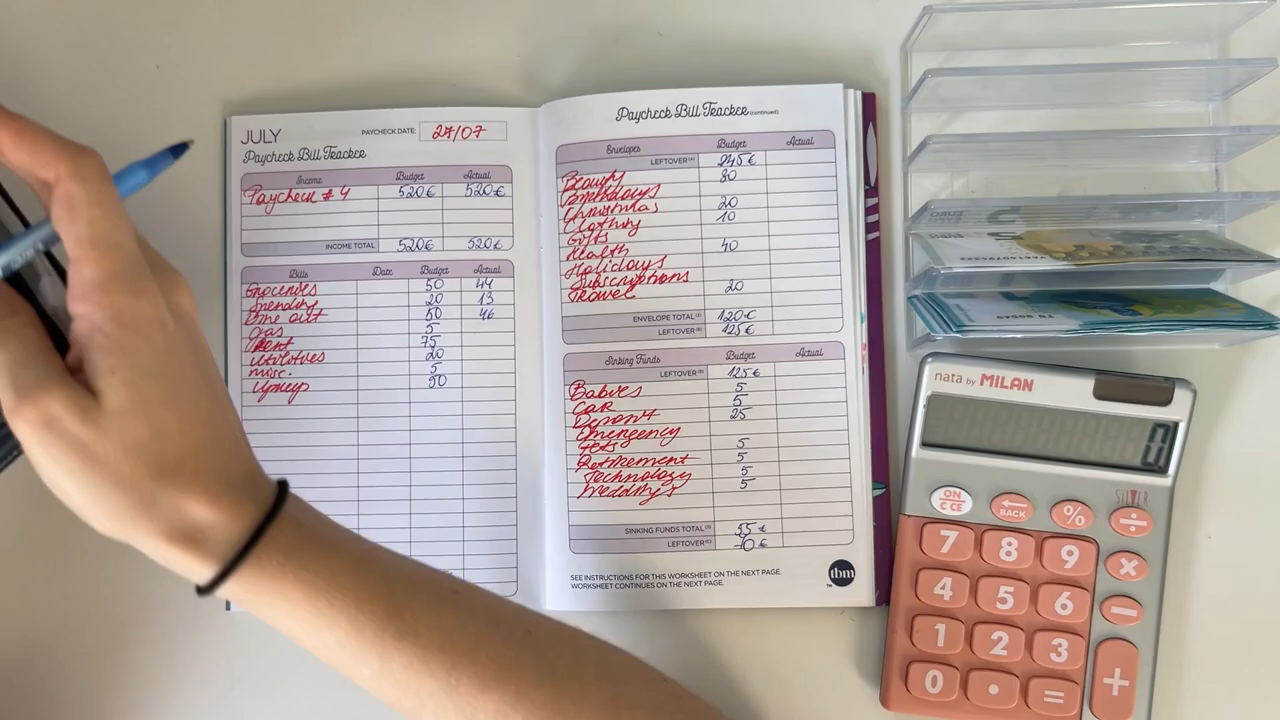 JULY
PAYCHECK DATE: 27/07
Paycheck Bill Tracker
Income Budget Actual
Paycheck #4 520€ 520€
INCOME TOTAL 520€ 520€
Bills Date Budget Actual
Groceries 50 44
Spending 20 13
Eme out 50 46
gas 5
Rent 75
Utilities 20
misc. 5
50
Paycheck Bill Tracker (continued)
Envelopes Budget Actual
LEFTOVER (A) 245€
Beauty 30
Birthdays
Christmas 20
Clothing 10
Gifts
Health 40
Holidays
Subscriptions
Travel 20
ENVELOPE TOTAL 120€
LEFTOVER (B) 125€
Sinking Funds Budget Actual
LEFTOVER (B) 125€
Babies 5
Car 5
25
Emergency
Pets 5
Retirement 5
Technology 5
Weddings 5
SINKING FUNDS TOTAL 55€
LEFTOVER (C)
SEE INSTRUCTIONS FOR THIS WORKSHEET ON THE NEXT PAGE.
WORKSHEET CONTINUES ON THE NEXT PAGE.
tbm
nata by MILAN
0
SILVER
ON C/CE BACK % ÷
7 8 9 ×
4 5 6 −
1 2 3 +
0 . =